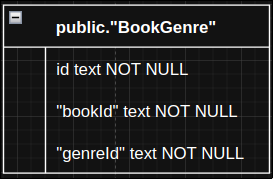 public."BookGenre"
id text NOT NULL
"bookId" text NOT NULL
"genreId" text NOT NULL